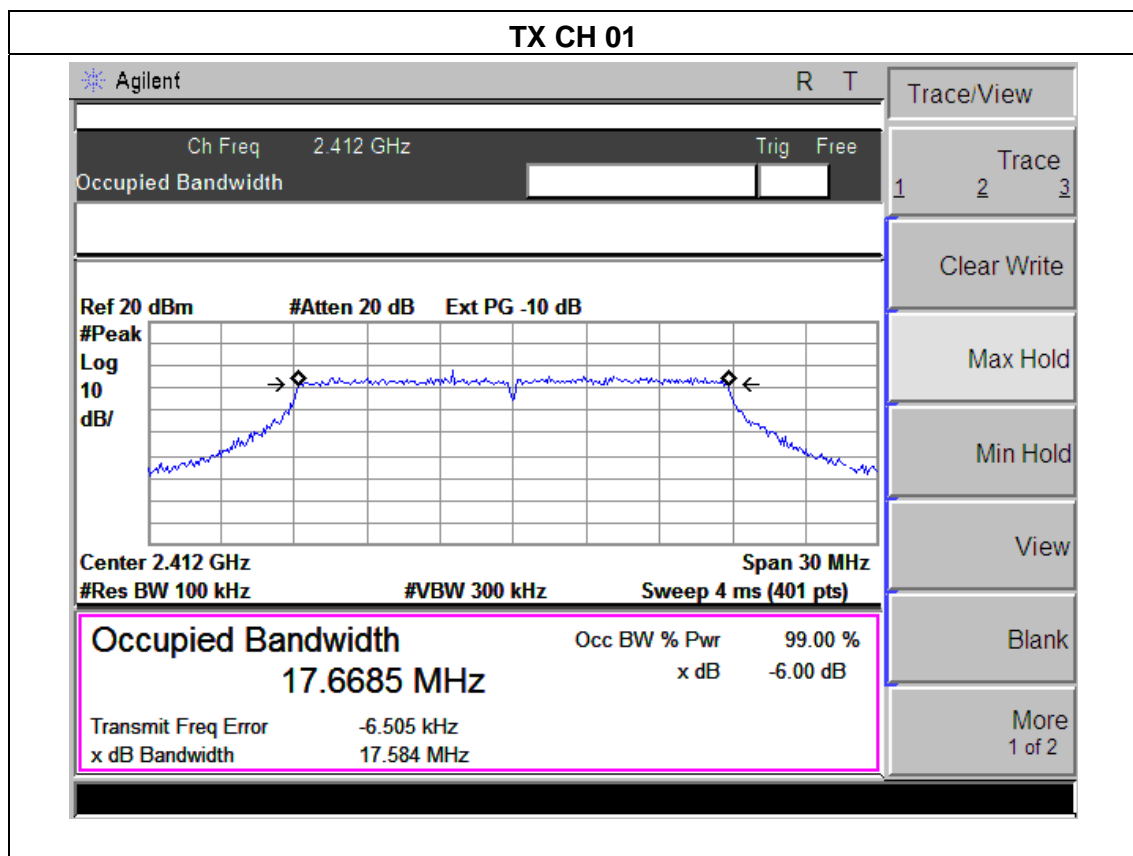 TX CH 01
Agilent R T
Trace/View
Ch Freq 2.412 GHz Trig Free
Occupied Bandwidth
Trace
1 2 3
Clear Write
Ref 20 dBm #Atten 20 dB Ext PG -10 dB
#Peak
Log
10
dB/
Max Hold
Min Hold
View
Center 2.412 GHz Span 30 MHz
#Res BW 100 kHz #VBW 300 kHz Sweep 4 ms (401 pts)
Occupied Bandwidth Occ BW % Pwr 99.00 %
17.6685 MHz x dB -6.00 dB
Transmit Freq Error -6.505 kHz
x dB Bandwidth 17.584 MHz
Blank
More
1 of 2